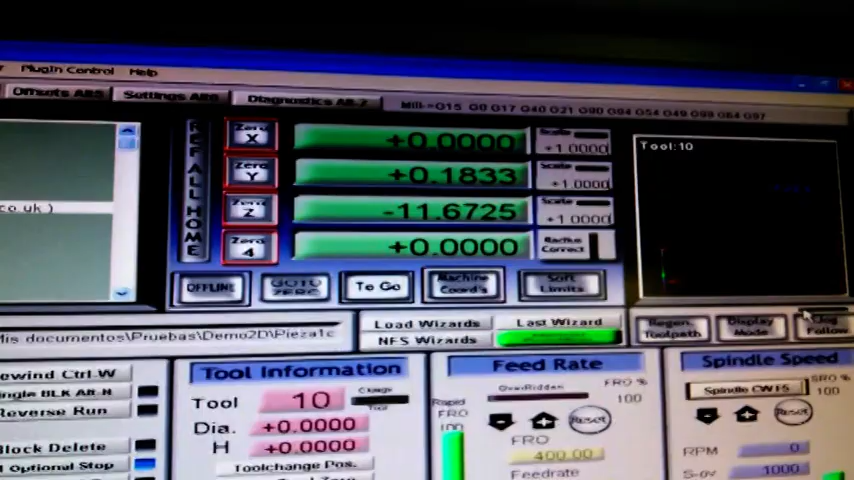 PlugIn Control Help
Offsets Alt5 Settings Alt6 Diagnostics Alt-7 Mill->G15 G0 G17 G40 G21 G90 G94 G54 G49 G99 G64 G97
REF ALL HOME
Zero X +0.0000 Scale +1.0000
Zero Y +0.1833 Scale +1.0000
Zero Z -11.6725 Scale +1.0000
Zero 4 +0.0000 Radius Correct
Tool:10
co.uk)
OFFLINE GOTO ZERO To Go Machine Coord's Soft Limits
Mis documentos\Pruebas\Demo2D\Pieza1c
Load Wizards Last Wizard
NFS Wizards
Regen. Toolpath Display Mode Jog Follow
ewind Ctrl-W
ngle BLK Alt-N
Reverse Run
Block Delete
Optional Stop
Tool Information
Tool 10 Change Tool
Dia. +0.0000
H +0.0000
Toolchange Pos.
Feed Rate
OverRidden FRO %
100
Rapid FRO
100
Reset
FRO
400.00
Feedrate
Spindle Speed
Spindle CW F5 SRO %
100
Reset
RPM 0
S-ov 1000